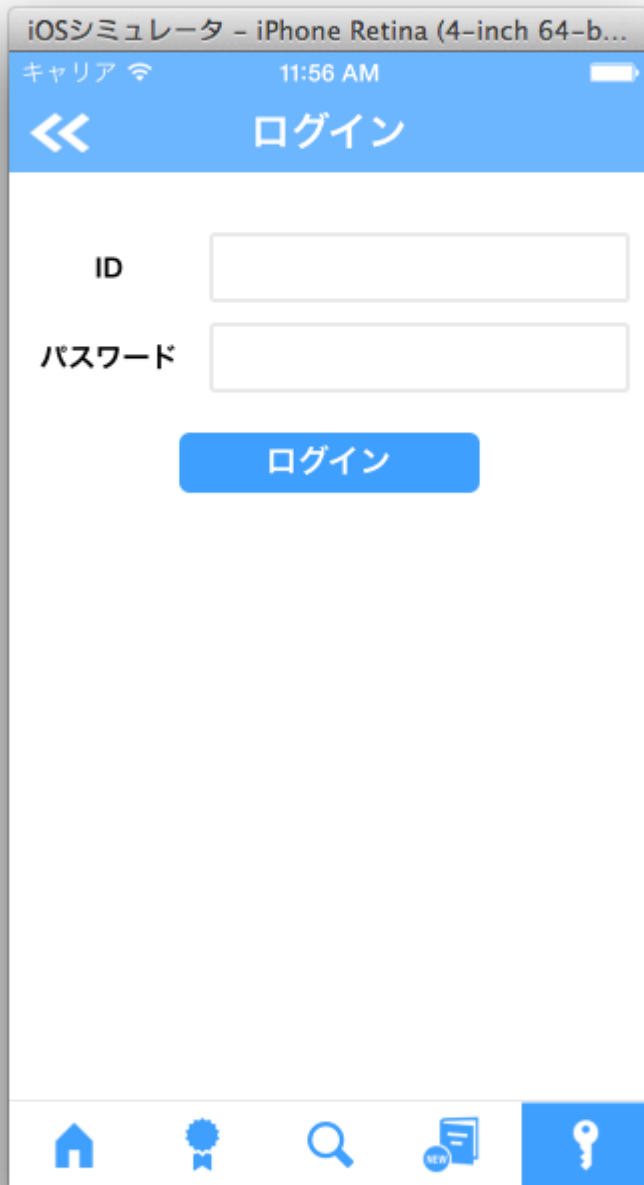 iOSシミュレータ – iPhone Retina (4-inch 64-b...
キャリア 11:56 AM
ログイン
ID
パスワード
ログイン
NEW